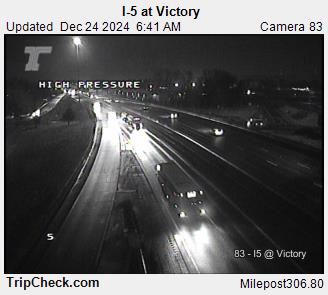 I-5 at Victory
Updated Dec 24 2024 6:41 AM Camera 83
T
HIGH PRESSURE
S
83 - I5 @ Victory
TripCheck.com Milepost306.80